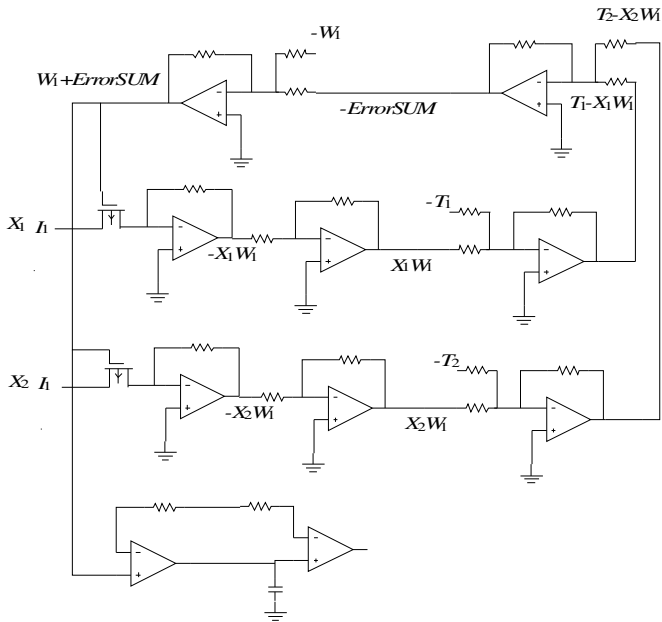 T2-X2W1
-W1
W1+ErrorSUM
-ErrorSUM
T1-X1W1
X1 I1
-T1
-X1W1
X1W1
X2 I1
-T2
-X2W1
X2W1